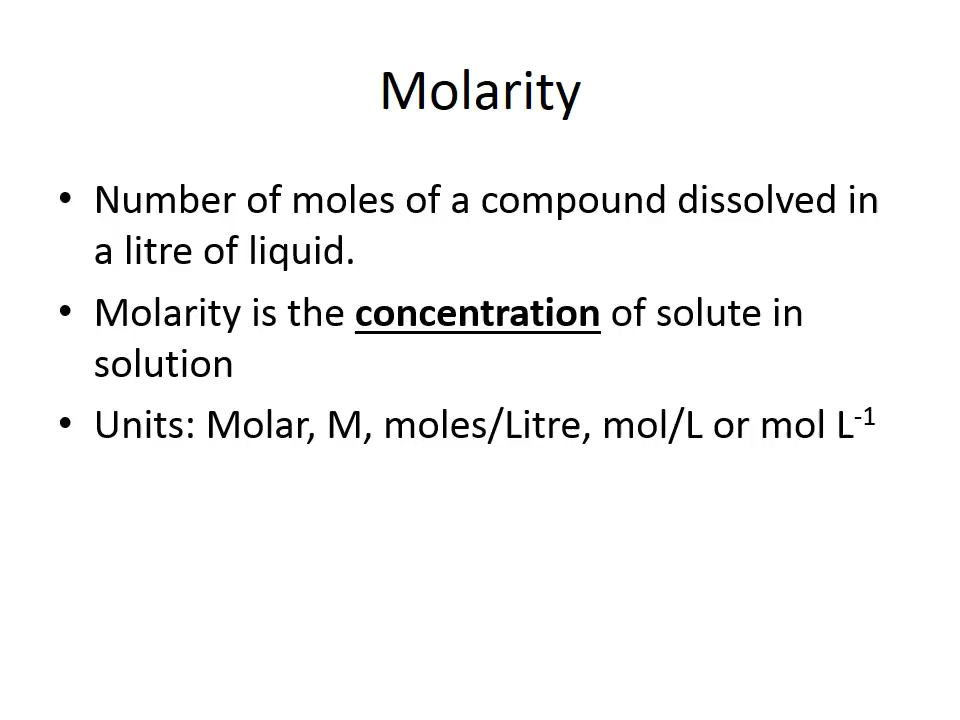 Molarity
• Number of moles of a compound dissolved in
a litre of liquid.
• Molarity is the concentration of solute in
solution
• Units: Molar, M, moles/Litre, mol/L or mol L⁻¹